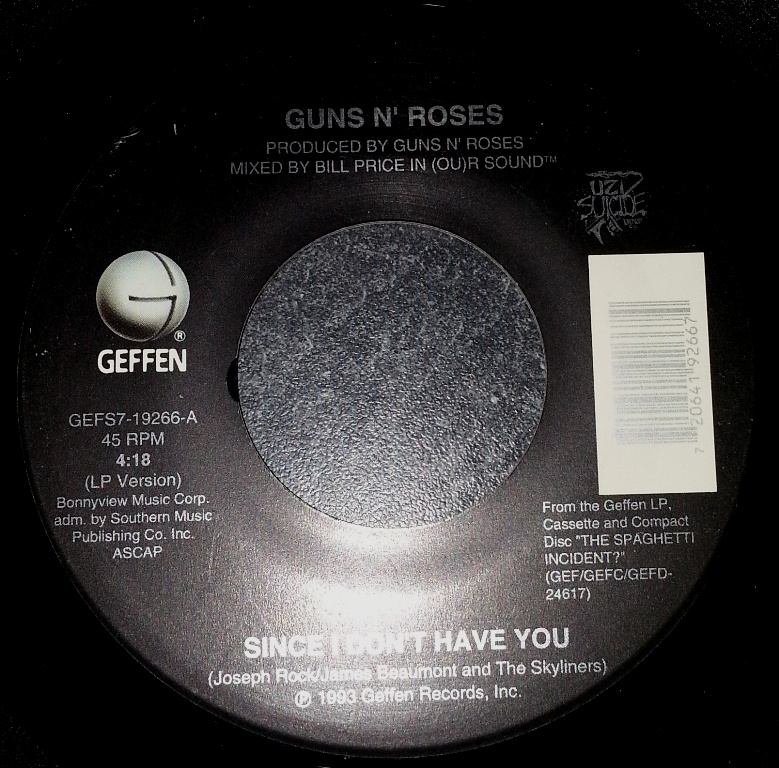 GUNS N' ROSES
PRODUCED BY GUNS N' ROSES
MIXED BY BILL PRICE IN (OU)R SOUND™
UZI
SUICIDE
GEFFEN
®
GEFS7-19266-A
45 RPM
4:18
(LP Version)
Bonnyview Music Corp.
adm. by Southern Music
Publishing Co. Inc.
ASCAP
7 20641 92667
From the Geffen LP,
Cassette and Compact
Disc "THE SPAGHETTI
INCIDENT?"
(GEF/GEFC/GEFD-
24617)
SINCE I DON'T HAVE YOU
(Joseph Rock/James Beaumont and The Skyliners)
℗ 1993 Geffen Records, Inc.